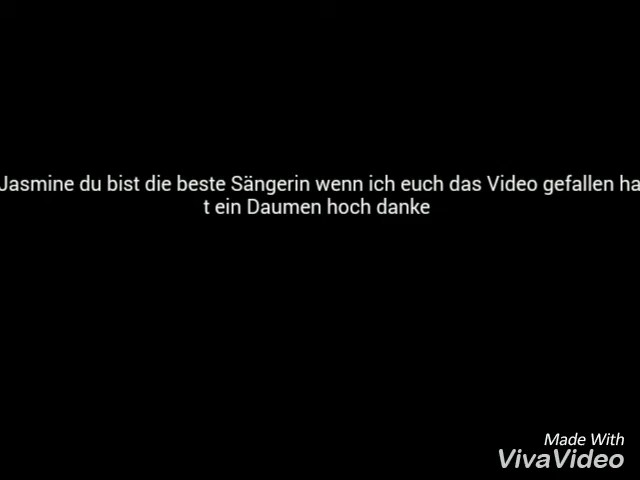 Jasmine du bist die beste Sängerin wenn ich euch das Video gefallen ha
t ein Daumen hoch danke
Made With
VivaVideo